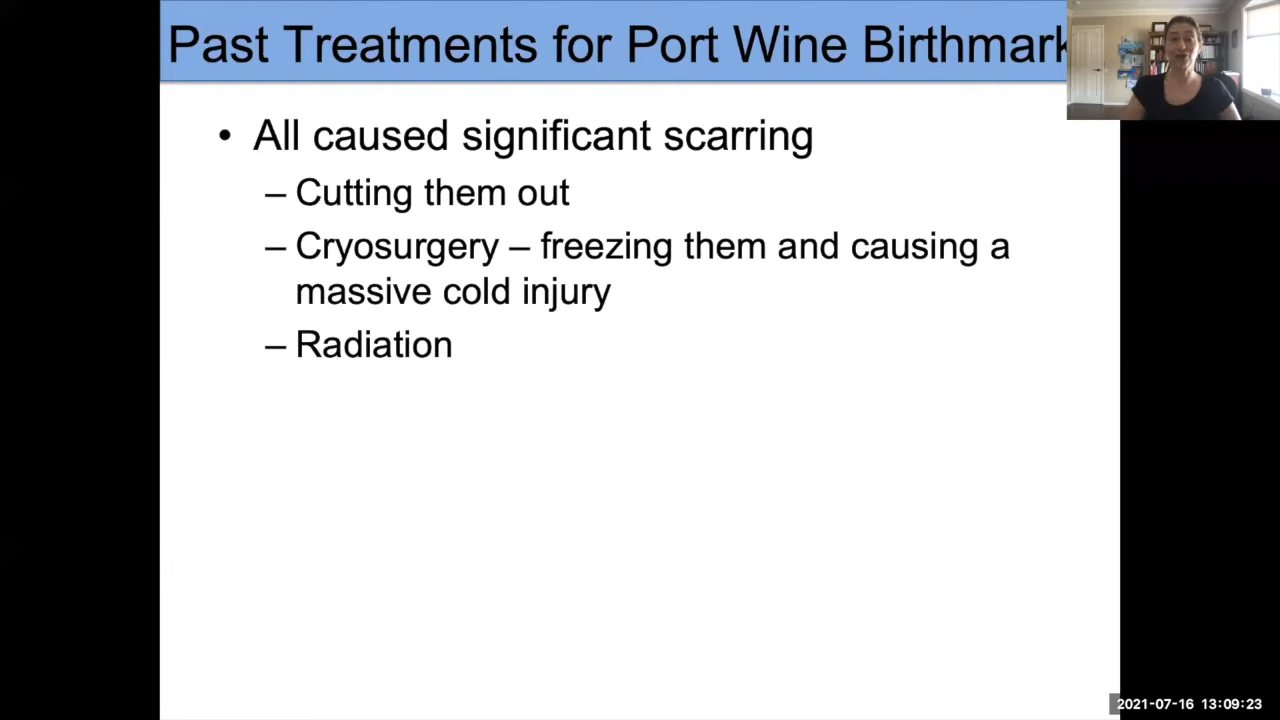 Past Treatments for Port Wine Birthmark
• All caused significant scarring
– Cutting them out
– Cryosurgery – freezing them and causing a
massive cold injury
– Radiation
2021-07-16 13:09:23